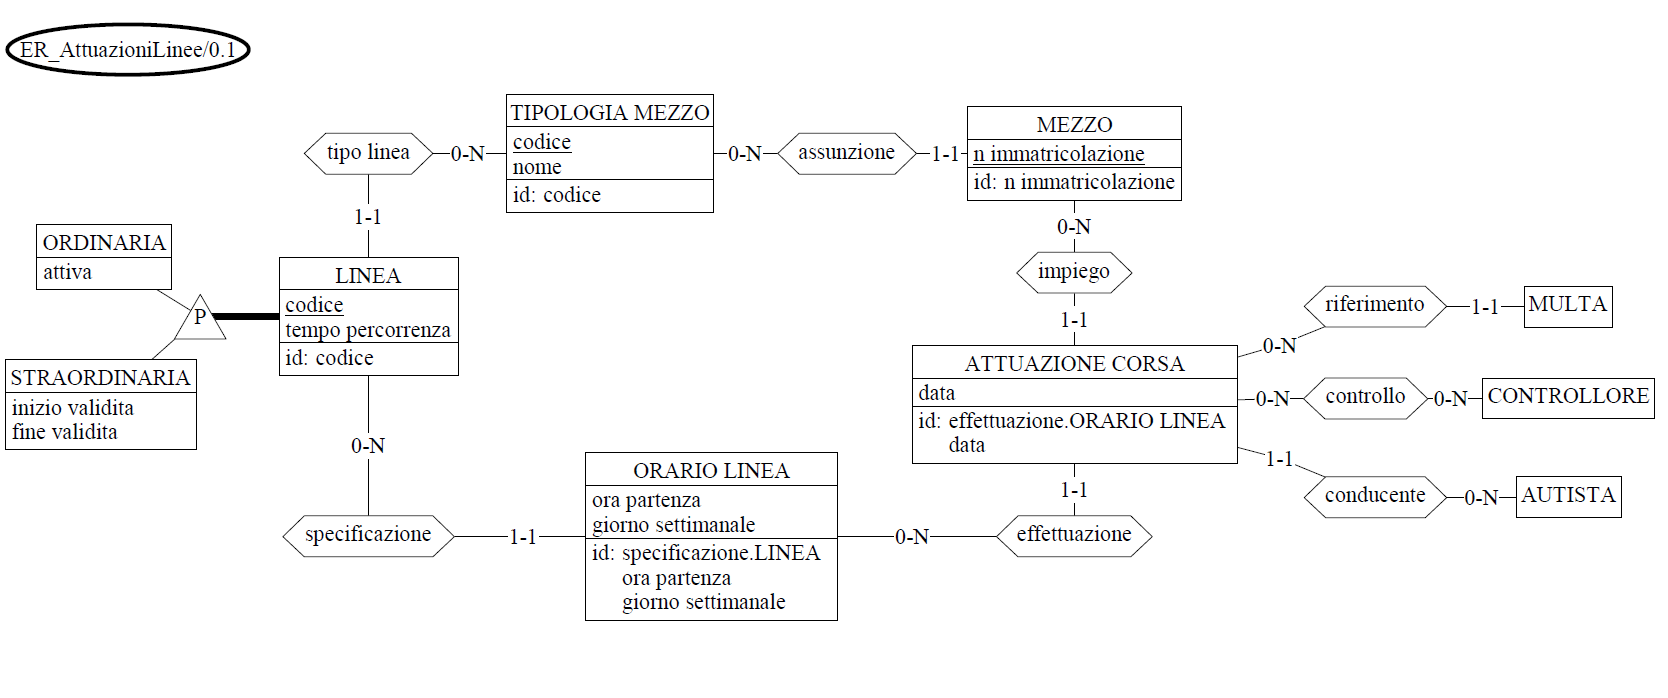 ER_AttuazioniLinee/0.1
TIPOLOGIA MEZZO
codice
nome
id: codice
tipo linea
0-N
0-N
assunzione
1-1
MEZZO
n immatricolazione
id: n immatricolazione
1-1
0-N
impiego
1-1
ORDINARIA
attiva
P
STRAORDINARIA
inizio validita
fine validita
LINEA
codice
tempo percorrenza
id: codice
0-N
specificazione
1-1
ORARIO LINEA
ora partenza
giorno settimanale
id: specificazione.LINEA
ora partenza
giorno settimanale
0-N
effettuazione
1-1
ATTUAZIONE CORSA
data
id: effettuazione.ORARIO LINEA
data
0-N
riferimento
1-1
MULTA
0-N
controllo
0-N
CONTROLLORE
1-1
conducente
0-N
AUTISTA